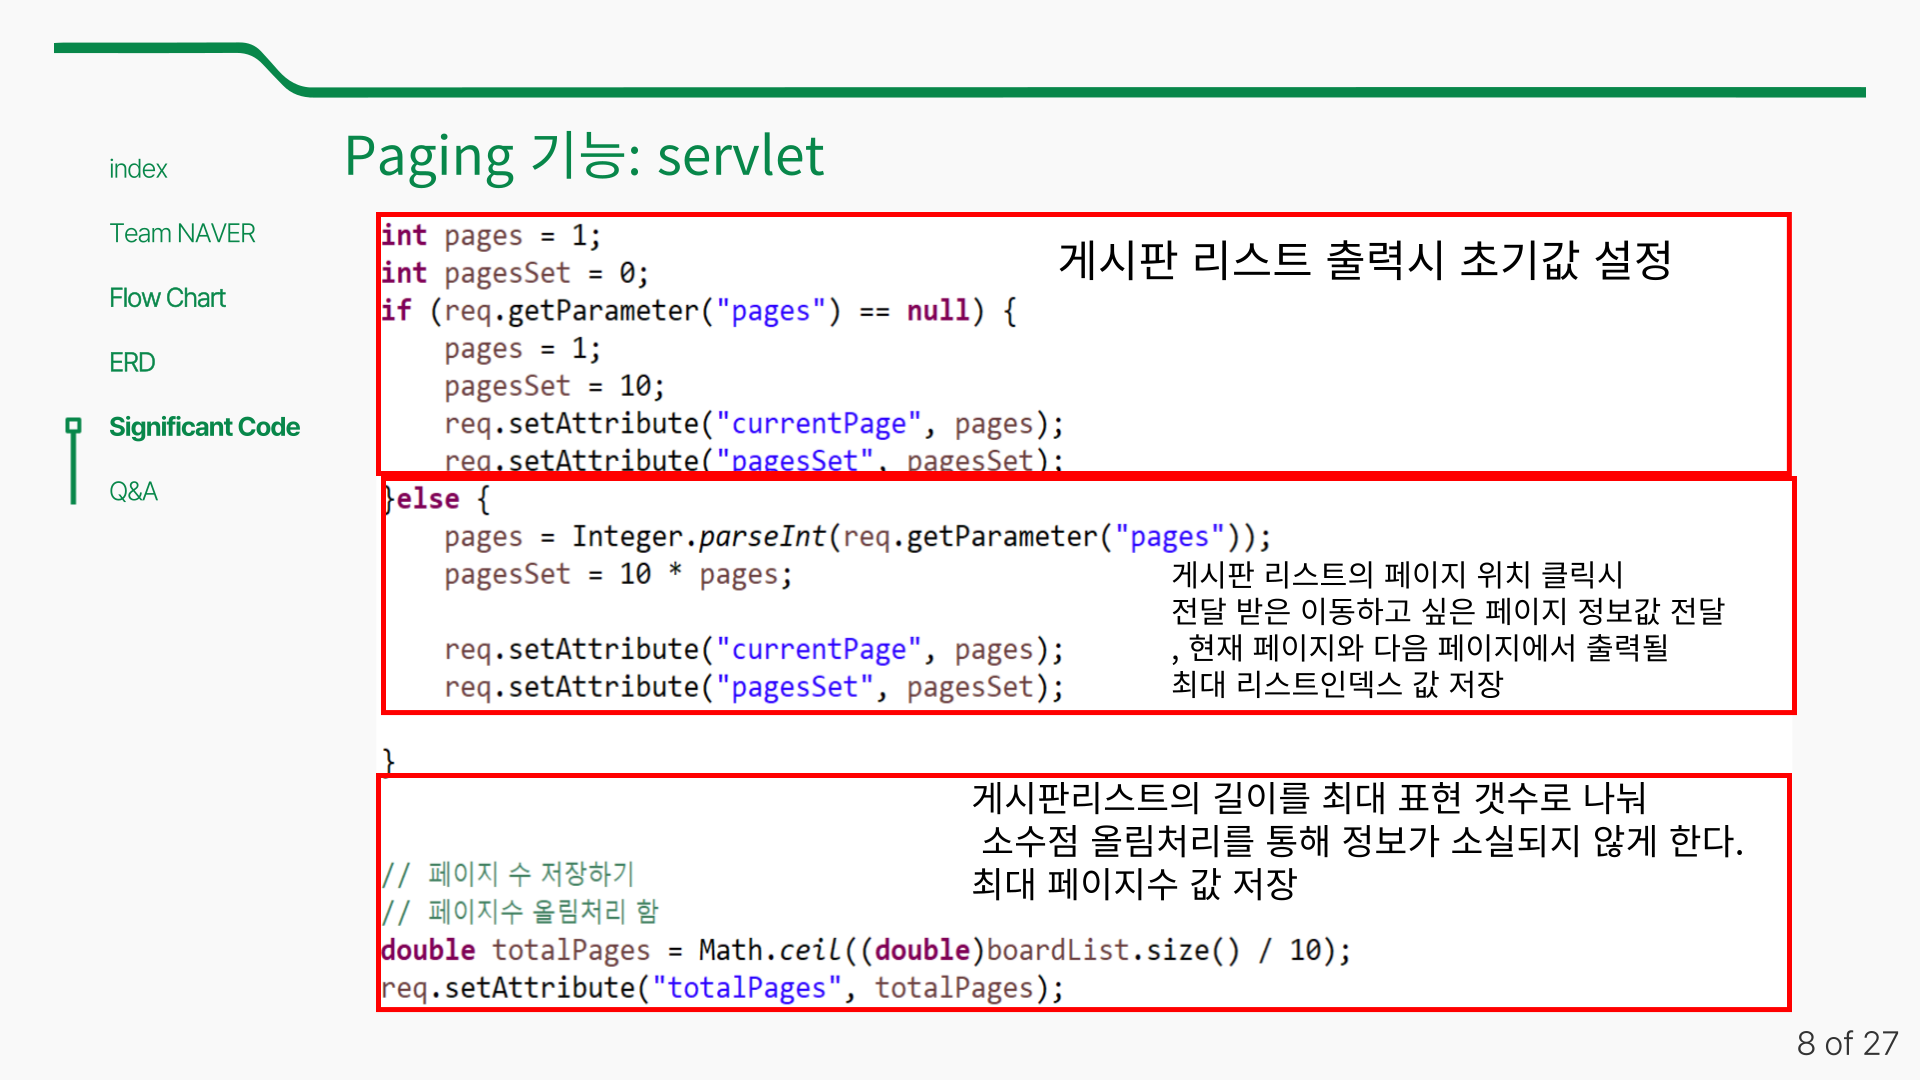 Paging 기능: servlet
index
Team NAVER
Flow Chart
ERD
Significant Code
Q&A
int pages = 1;
int pagesSet = 0;
if (req.getParameter("pages") == null) {
pages = 1;
pagesSet = 10;
req.setAttribute("currentPage", pages);
req.setAttribute("pagesSet", pagesSet);
게시판 리스트 출력시 초기값 설정
}else {
pages = Integer.parseInt(req.getParameter("pages"));
pagesSet = 10 * pages;
req.setAttribute("currentPage", pages);
req.setAttribute("pagesSet", pagesSet);
게시판 리스트의 페이지 위치 클릭시
전달 받은 이동하고 싶은 페이지 정보값 전달
, 현재 페이지와 다음 페이지에서 출력될
최대 리스트인덱스 값 저장
}
게시판리스트의 길이를 최대 표현 갯수로 나눠
소수점 올림처리를 통해 정보가 소실되지 않게 한다.
최대 페이지수 값 저장
// 페이지 수 저장하기
// 페이지수 올림처리 함
double totalPages = Math.ceil((double)boardList.size() / 10);
req.setAttribute("totalPages", totalPages);
8 of 27